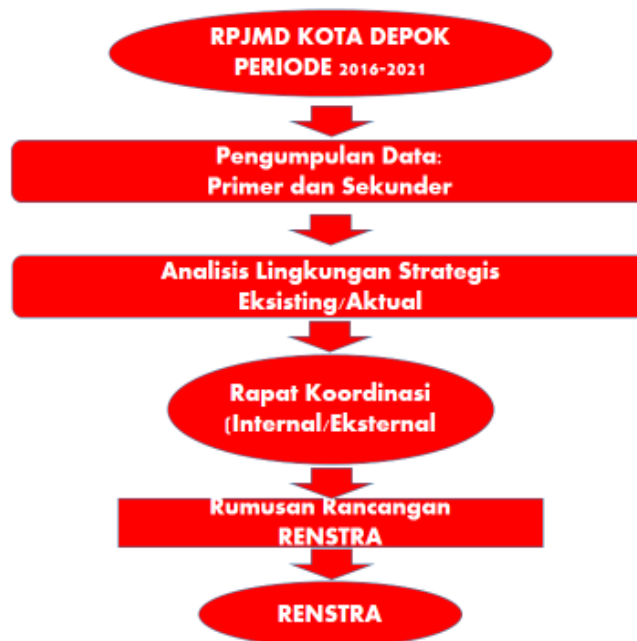 RPJMD KOTA DEPOK
PERIODE 2016-2021
Pengumpulan Data:
Primer dan Sekunder
Analisis Lingkungan Strategis
Eksisting/Aktual
Rapat Koordinasi
(Internal/Eksternal
Rumusan Rancangan
RENSTRA
RENSTRA